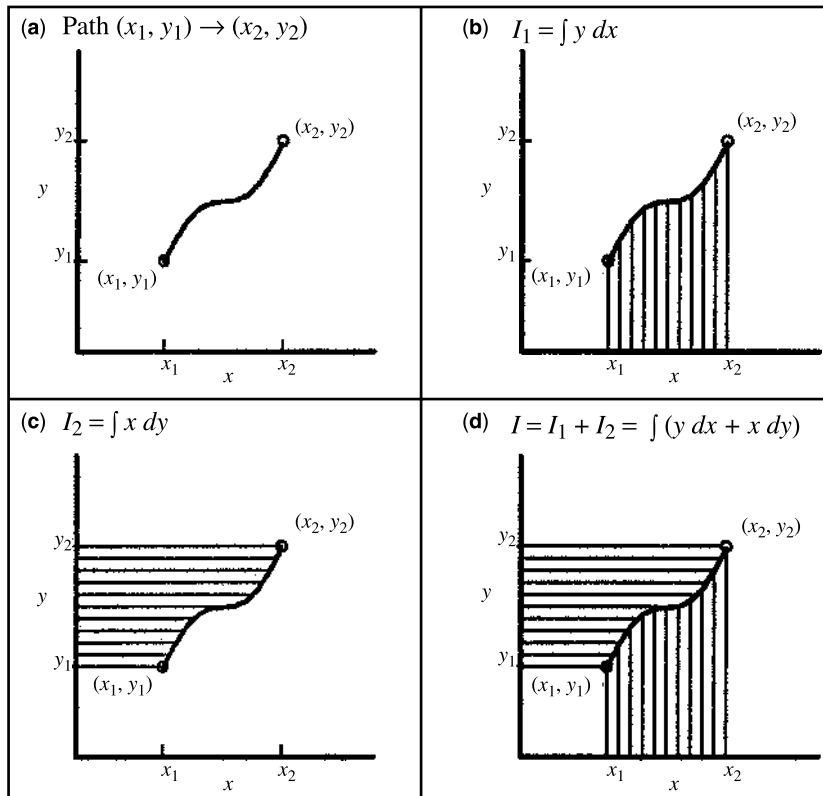 (a) Path (x₁, y₁) → (x₂, y₂)
y₂
(x₂, y₂)
y
y₁
(x₁, y₁)
x₁
x₂
x
(b) I₁ = ∫ y dx
y₂
(x₂, y₂)
y
y₁
(x₁, y₁)
x₁
x₂
x
(c) I₂ = ∫ x dy
(x₂, y₂)
y₂
y
y₁
(x₁, y₁)
x₁
x₂
x
(d) I = I₁ + I₂ = ∫ (y dx + x dy)
(x₂, y₂)
y₂
y
y₁
(x₁, y₁)
x₁
x₂
x